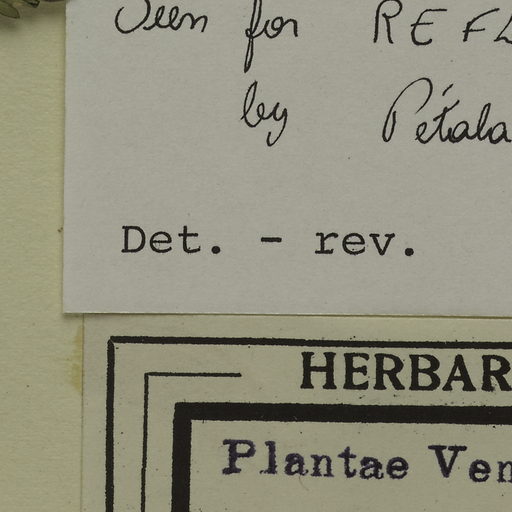 Seen for REFL
by Pétala
Det. - rev.
HERBAR
Plantae Ven